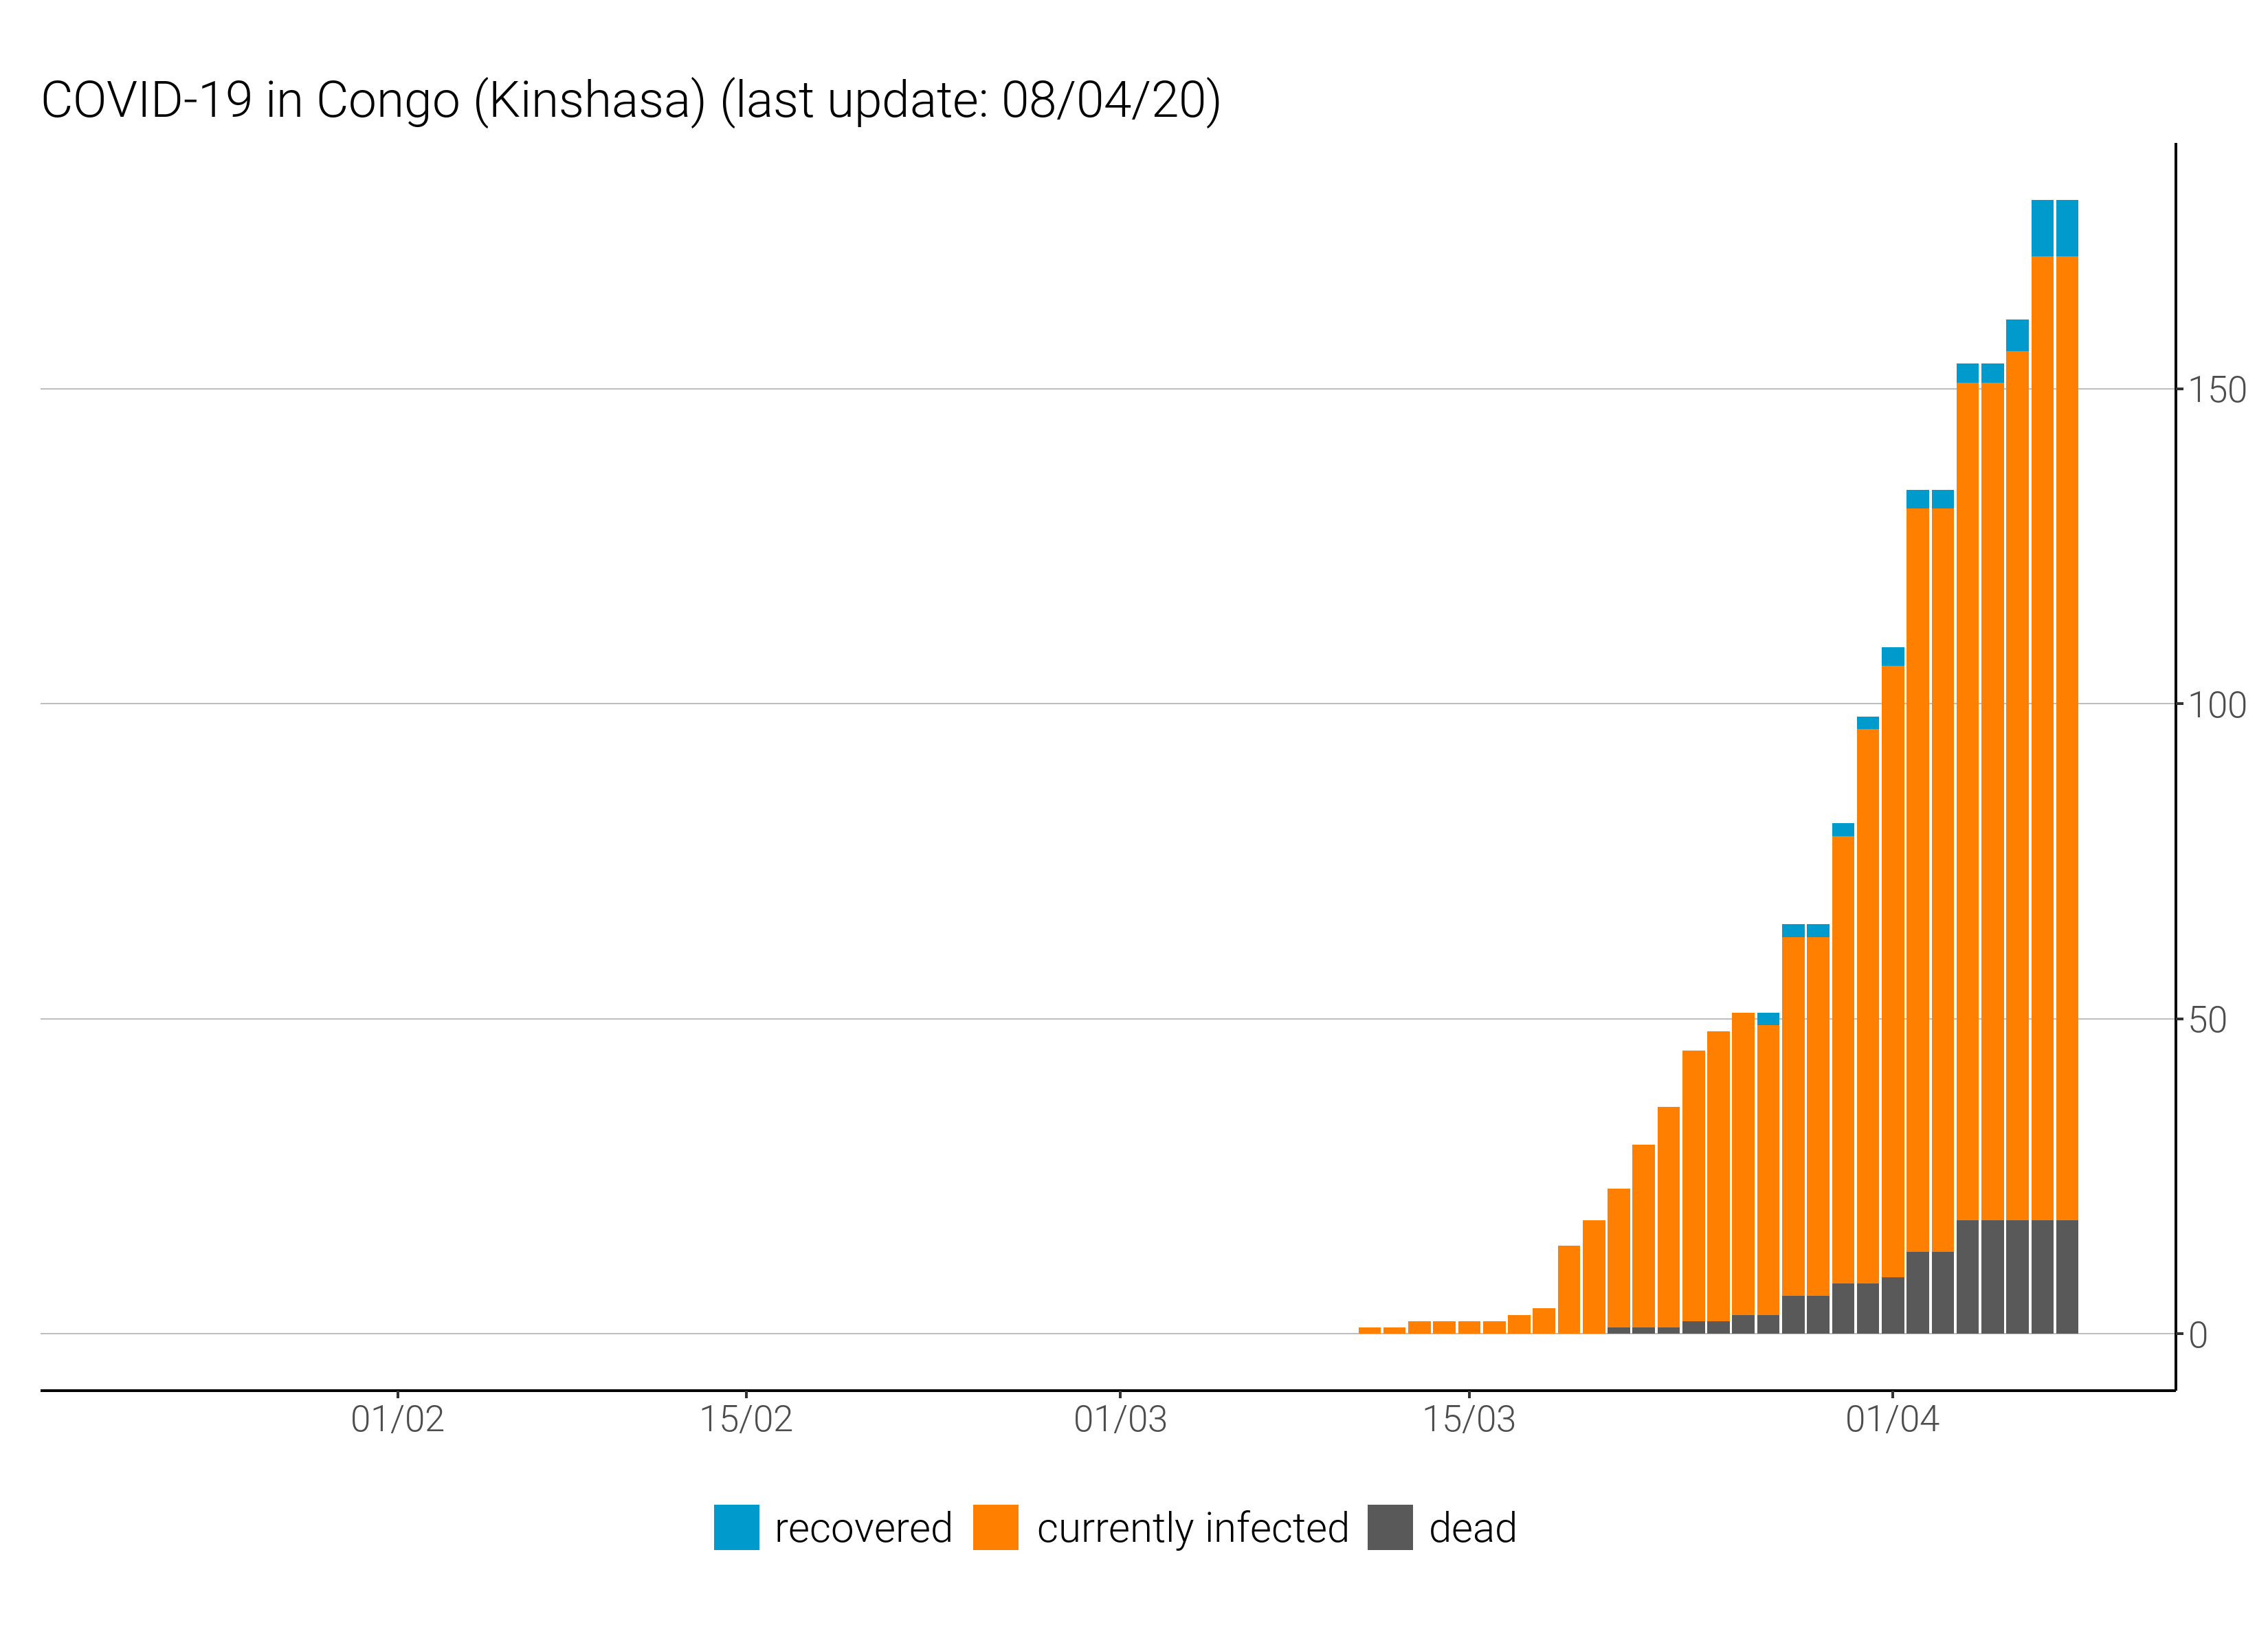 COVID-19 in Congo (Kinshasa) (last update: 08/04/20)
150
100
50
0
01/02 15/02 01/03 15/03 01/04
recovered currently infected dead